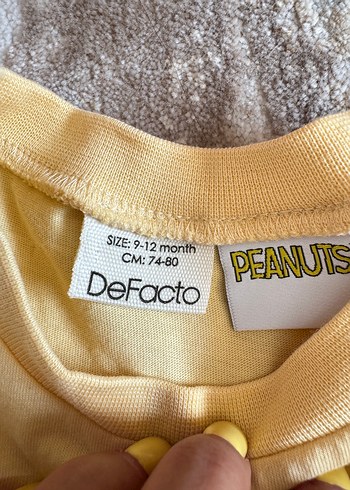 SIZE: 9-12 month
CM: 74-80
DeFacto
PEANUTS